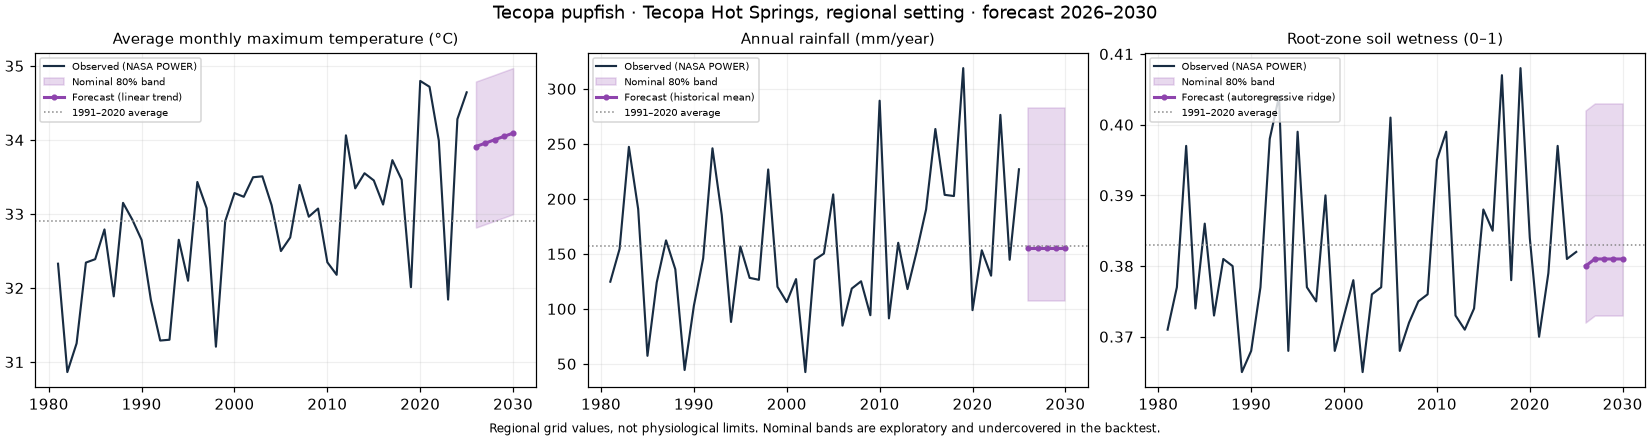 Tecopa pupfish · Tecopa Hot Springs, regional setting · forecast 2026–2030
Average monthly maximum temperature (°C)
Observed (NASA POWER)
Nominal 80% band
Forecast (linear trend)
1991–2020 average
35
34
33
32
31
1980
1990
2000
2010
2020
2030
Annual rainfall (mm/year)
Observed (NASA POWER)
Nominal 80% band
Forecast (historical mean)
1991–2020 average
300
250
200
150
100
50
1980
1990
2000
2010
2020
2030
Root-zone soil wetness (0–1)
Observed (NASA POWER)
Nominal 80% band
Forecast (autoregressive ridge)
1991–2020 average
0.41
0.40
0.39
0.38
0.37
1980
1990
2000
2010
2020
2030
Regional grid values, not physiological limits. Nominal bands are exploratory and undercovered in the backtest.